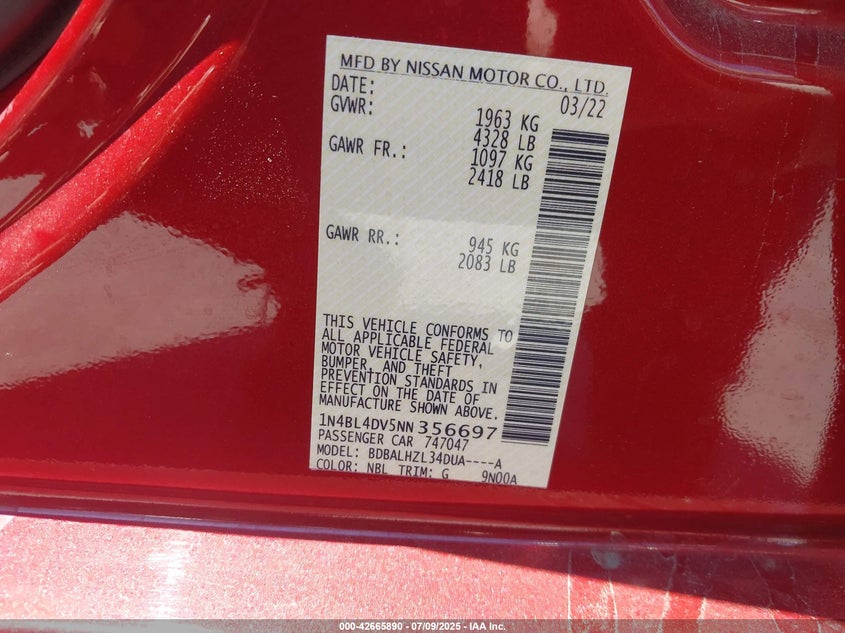 MFD BY NISSAN MOTOR CO., LTD.
DATE: 03/22
GVWR: 1963 KG
4328 LB
GAWR FR.: 1097 KG
2418 LB
GAWR RR.: 945 KG
2083 LB
THIS VEHICLE CONFORMS TO
ALL APPLICABLE FEDERAL
MOTOR VEHICLE SAFETY,
BUMPER, AND THEFT
PREVENTION STANDARDS IN
EFFECT ON THE DATE OF
MANUFACTURE SHOWN ABOVE.
1N4BL4DV5NN356697
PASSENGER CAR 747047
MODEL: BDBALHZL34DUA----A
COLOR: NBL TRIM: G 9N00A
000-42665890 - 07/09/2025 - IAA Inc.